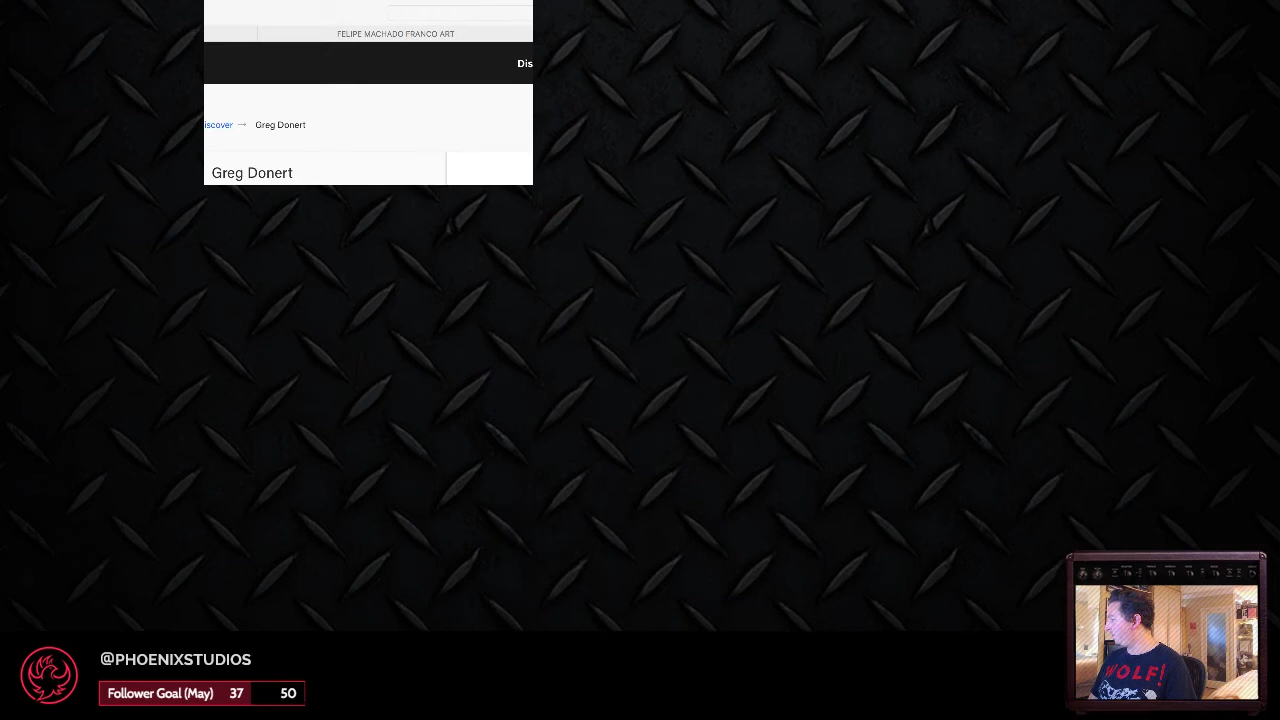 FELIPE MACHADO FRANCO ART
Dis
iscover → Greg Donert
Greg Donert
WOLF!
@PHOENIXSTUDIOS
Follower Goal (May) 37 50